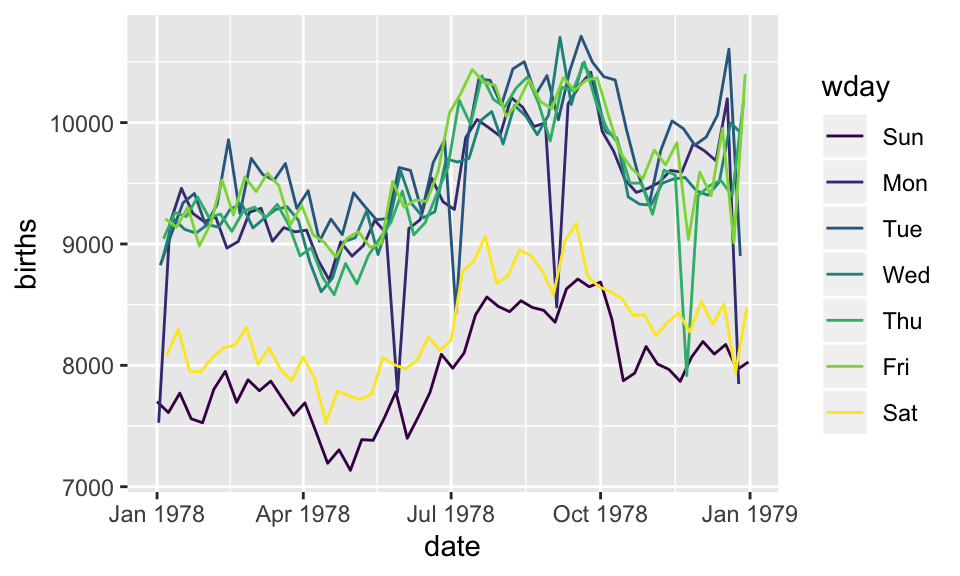 births
10000
9000
8000
7000
Jan 1978
Apr 1978
Jul 1978
Oct 1978
Jan 1979
date
wday
Sun
Mon
Tue
Wed
Thu
Fri
Sat